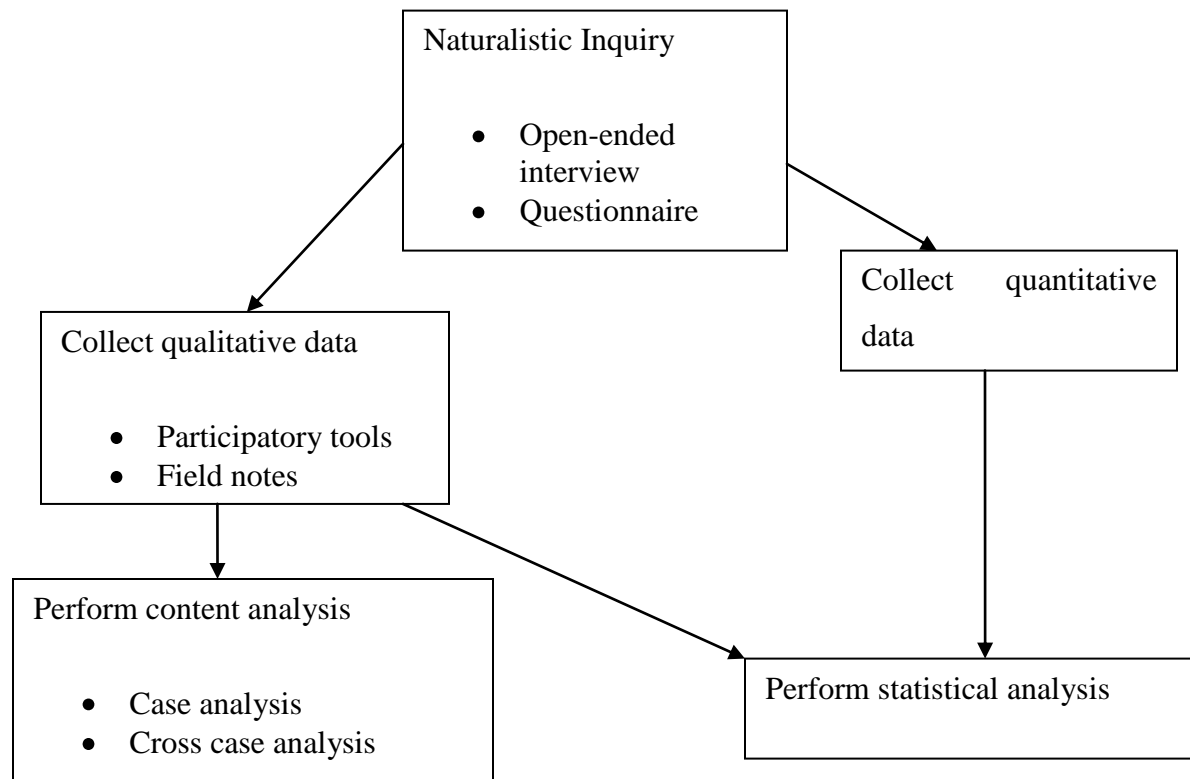 Naturalistic Inquiry
• Open-ended
interview
• Questionnaire
Collect quantitative
data
Collect qualitative data
• Participatory tools
• Field notes
Perform content analysis
• Case analysis
• Cross case analysis
Perform statistical analysis